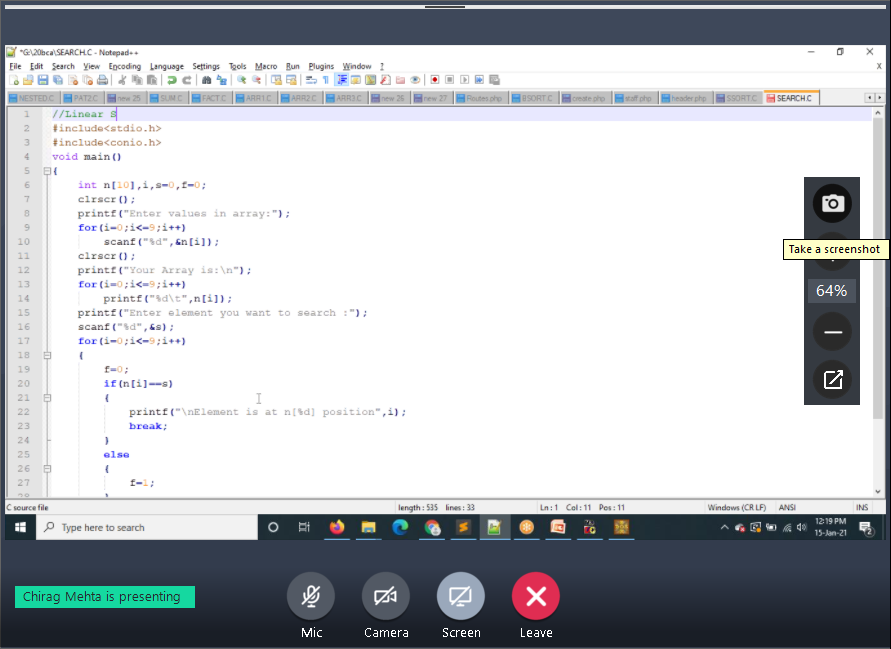 *G:\20bca\SEARCH.C - Notepad++
File Edit Search View Encoding Language Settings Tools Macro Run Plugins Window ? X
NESTED.C PAT2.C new 25 SUM.C FACT.C ARR1.C ARR2.C ARR3.C new 26 new 27 Routes.php BSORT.C create.php staff.php header.php SSORT.C SEARCH.C
1 //Linear S
2 #include<stdio.h>
3 #include<conio.h>
4 void main()
5 {
6 int n[10],i,s=0,f=0;
7 clrscr();
8 printf("Enter values in array:");
9 for(i=0;i<=9;i++)
10 scanf("%d",&n[i]);
11 clrscr();
12 printf("Your Array is:\n");
13 for(i=0;i<=9;i++)
14 printf("%d\t",n[i]);
15 printf("Enter element you want to search :");
16 scanf("%d",&s);
17 for(i=0;i<=9;i++)
18 {
19 f=0;
20 if(n[i]==s)
21 {
22 printf("\nElement is at n[%d] position",i);
23 break;
24 }
25 else
26 {
27 f=1;
28 }
Take a screenshot
64%
C source file length : 535 lines : 33 Ln : 1 Col : 11 Pos : 11 Windows (CR LF) ANSI INS
Type here to search
12:19 PM
15-Jan-21
2
Chirag Mehta is presenting
Mic Camera Screen Leave